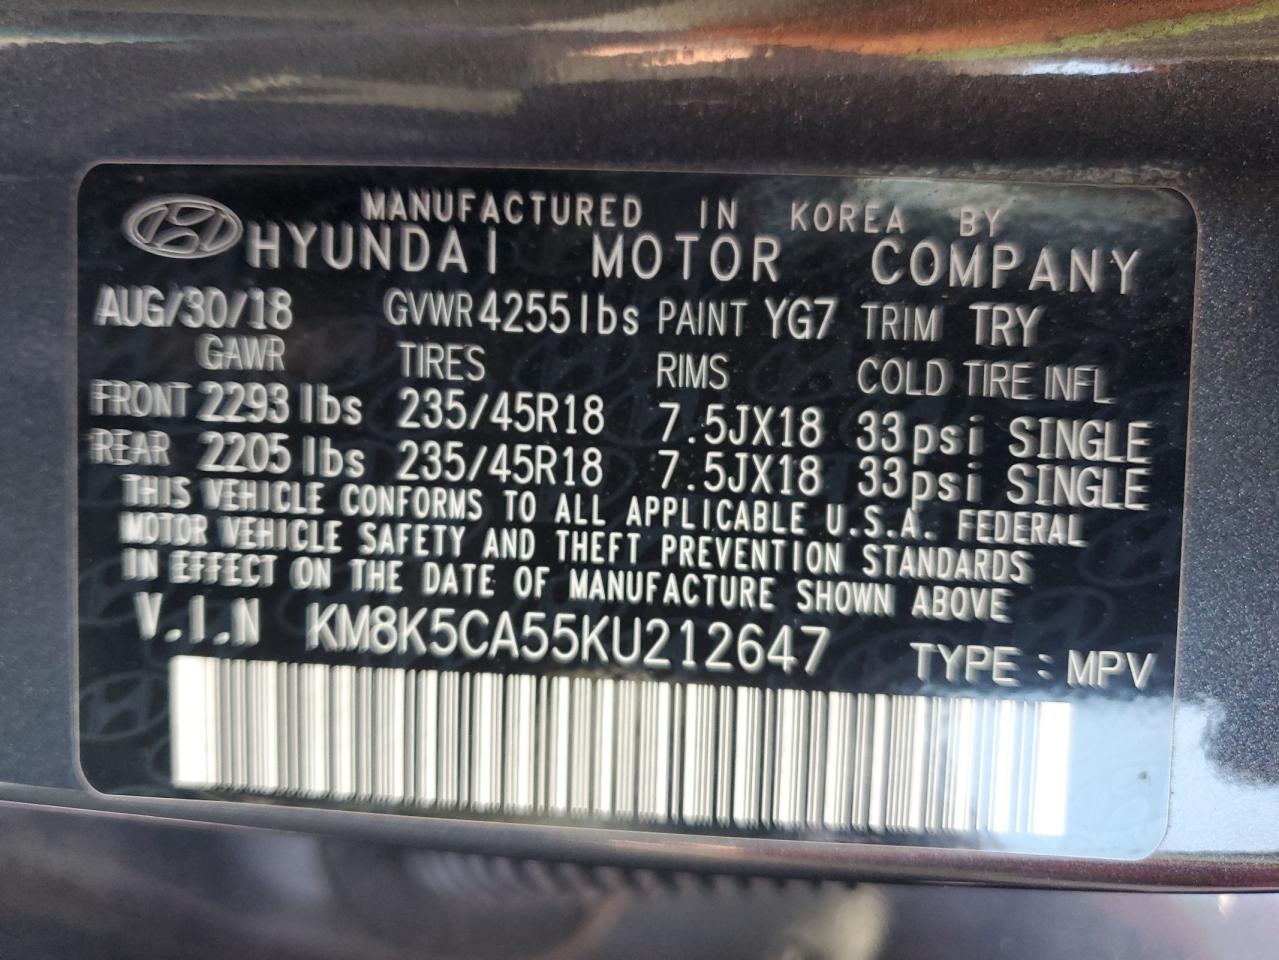 MANUFACTURED IN KOREA BY
HYUNDAI MOTOR COMPANY
AUG/30/18 GVWR 4255 lbs PAINT YG7 TRIM TRY
GAWR TIRES RIMS COLD TIRE INFL
FRONT 2293 lbs 235/45R18 7.5JX18 33psi SINGLE
REAR 2205 lbs 235/45R18 7.5JX18 33psi SINGLE
THIS VEHICLE CONFORMS TO ALL APPLICABLE U.S.A. FEDERAL
MOTOR VEHICLE SAFETY AND THEFT PREVENTION STANDARDS
IN EFFECT ON THE DATE OF MANUFACTURE SHOWN ABOVE
V.I.N KM8K5CA55KU212647 TYPE : MPV